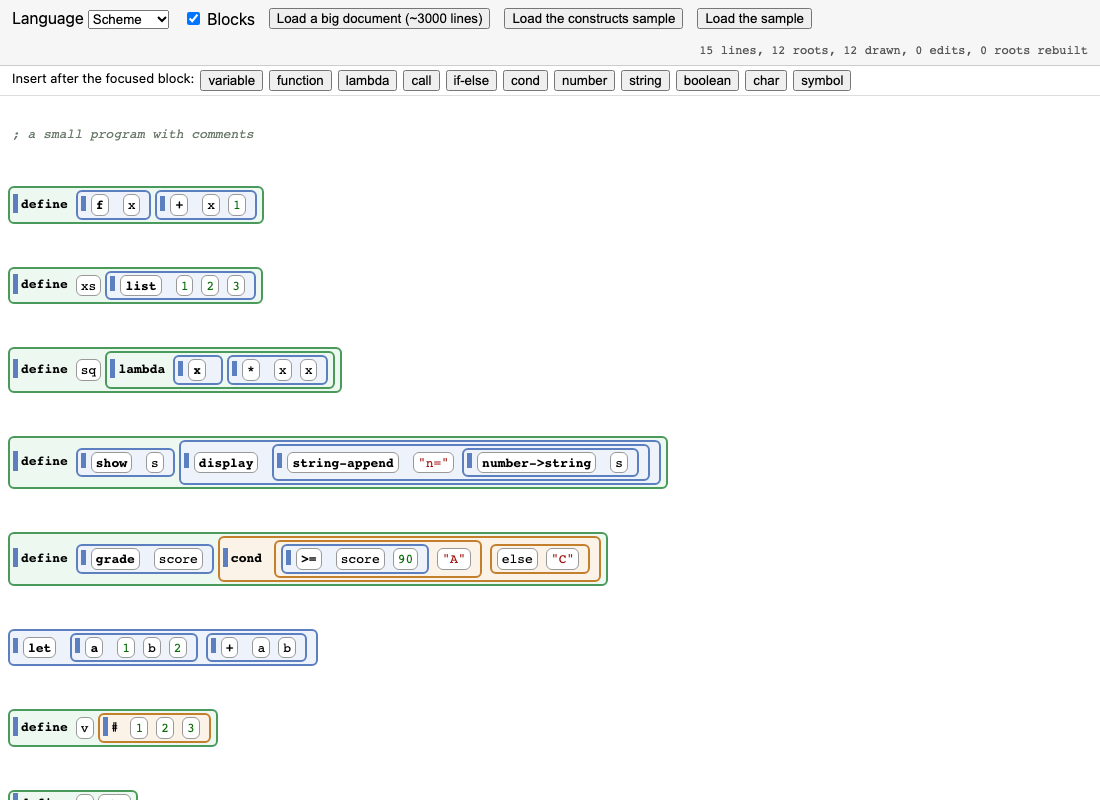 Language Scheme Blocks Load a big document (~3000 lines) Load the constructs sample Load the sample
15 lines, 12 roots, 12 drawn, 0 edits, 0 roots rebuilt
Insert after the focused block: variable function lambda call if-else cond number string boolean char symbol
; a small program with comments
define f x + x 1
define xs list 1 2 3
define sq lambda x * x x
define show s display string-append "n=" number->string s
define grade score cond >= score 90 "A" else "C"
let a 1 b 2 + a b
define v # 1 2 3